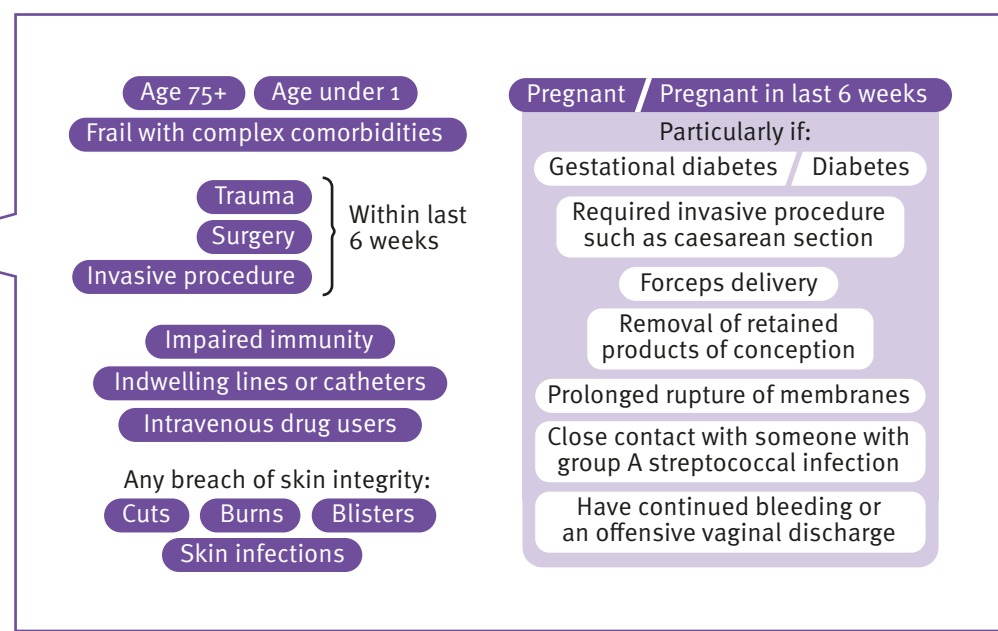 Age 75+ Age under 1
Frail with complex comorbidities
Trauma
Surgery
Invasive procedure
Within last
6 weeks
Impaired immunity
Indwelling lines or catheters
Intravenous drug users
Any breach of skin integrity:
Cuts Burns Blisters
Skin infections
Pregnant / Pregnant in last 6 weeks
Particularly if:
Gestational diabetes / Diabetes
Required invasive procedure
such as caesarean section
Forceps delivery
Removal of retained
products of conception
Prolonged rupture of membranes
Close contact with someone with
group A streptococcal infection
Have continued bleeding or
an offensive vaginal discharge